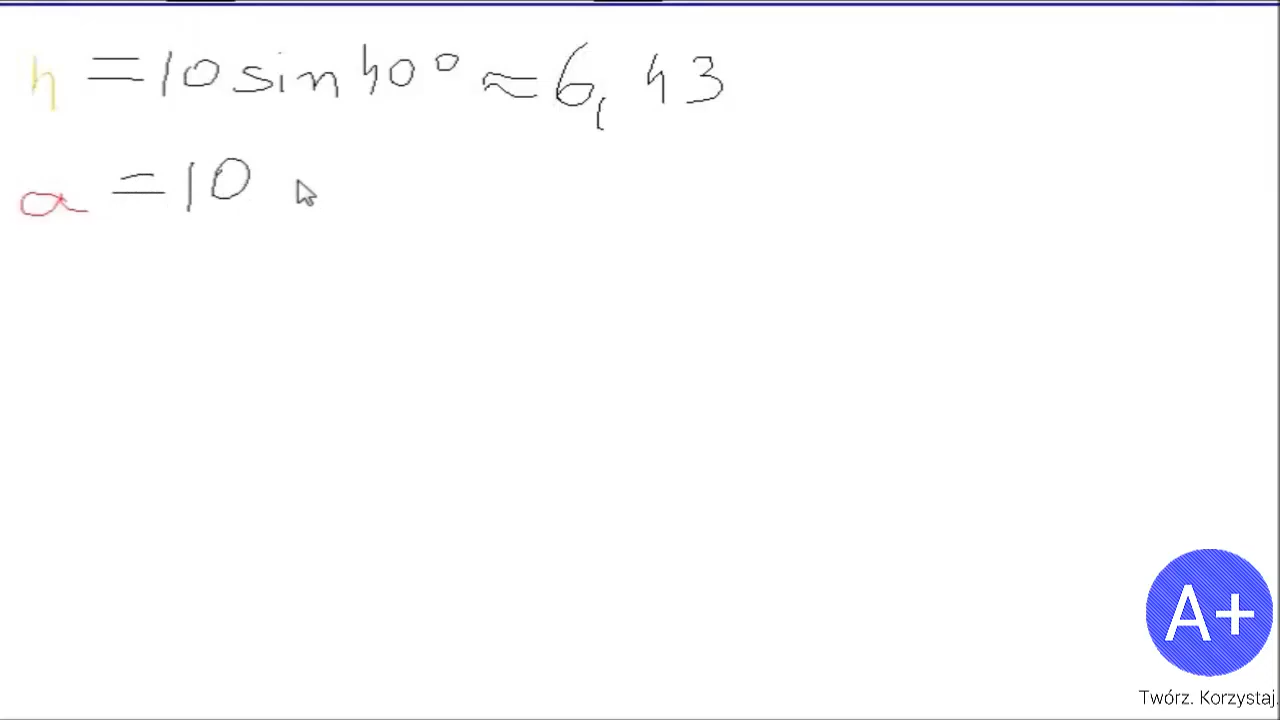 h = 10 sin 40° ≈ 6,43
a = 10
A+
Twórz. Korzystaj.